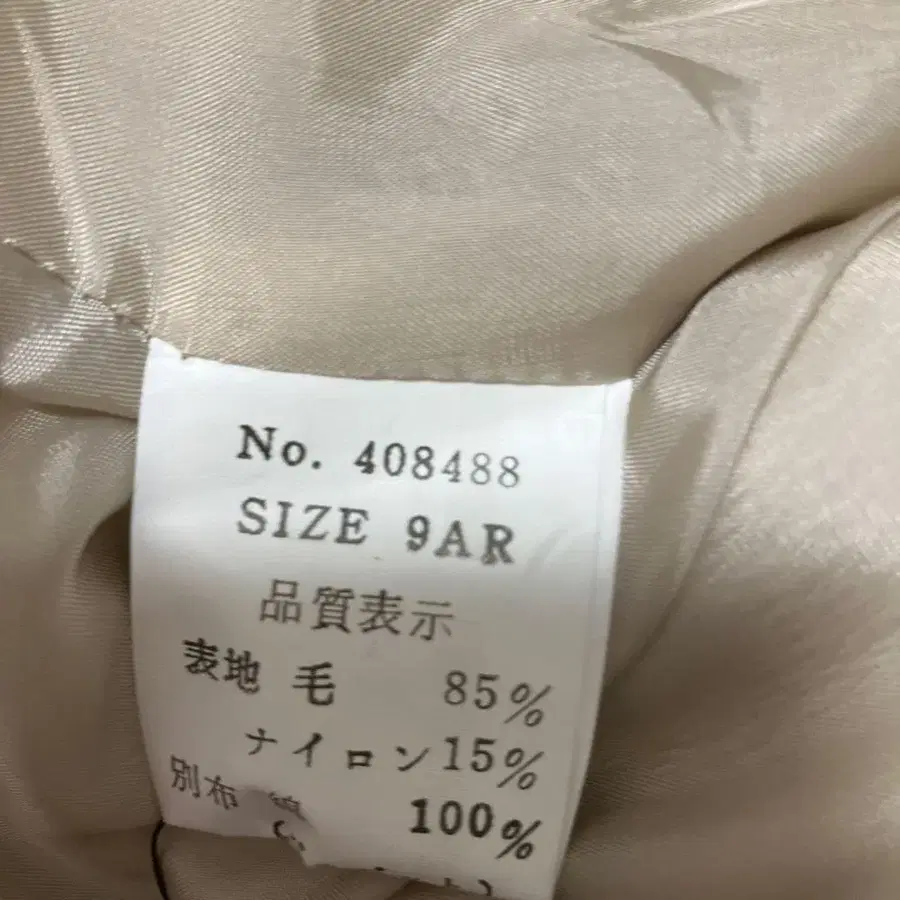 No. 408488
SIZE 9AR
品質表示
表地 毛 85%
ナイロン15%
別布 100%